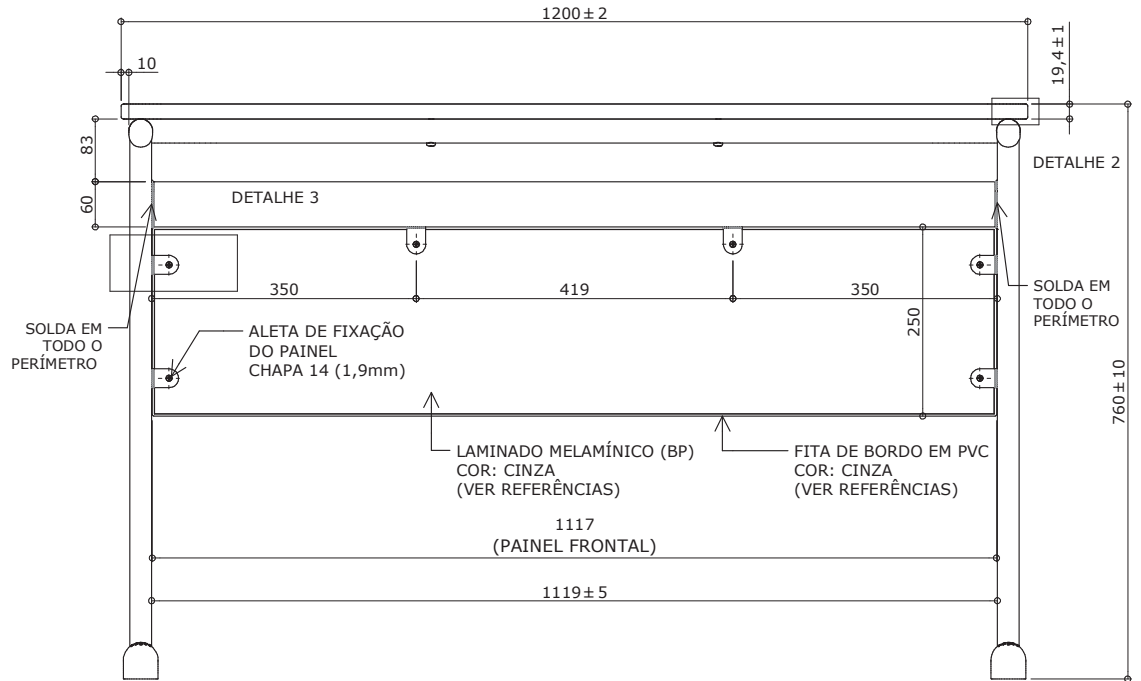 1200±2
10
19,4±1
83
DETALHE 2
60
DETALHE 3
350
419
350
250
SOLDA EM
TODO O
PERÍMETRO
SOLDA EM
TODO O
PERÍMETRO
ALETA DE FIXAÇÃO
DO PAINEL
CHAPA 14 (1,9mm)
760±10
LAMINADO MELAMÍNICO (BP)
COR: CINZA
(VER REFERÊNCIAS)
FITA DE BORDO EM PVC
COR: CINZA
(VER REFERÊNCIAS)
1117
(PAINEL FRONTAL)
1119±5